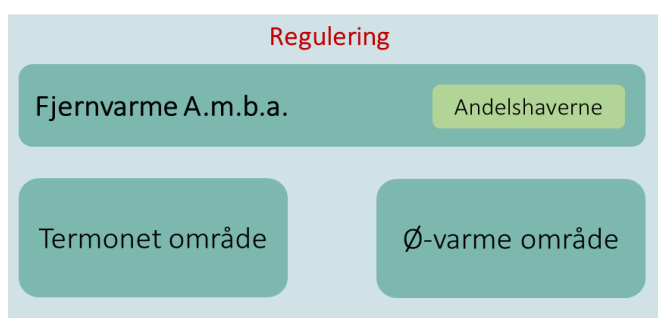 Regulering
Fjernvarme A.m.b.a.
Andelshaverne
Termonet område
Ø-varme område